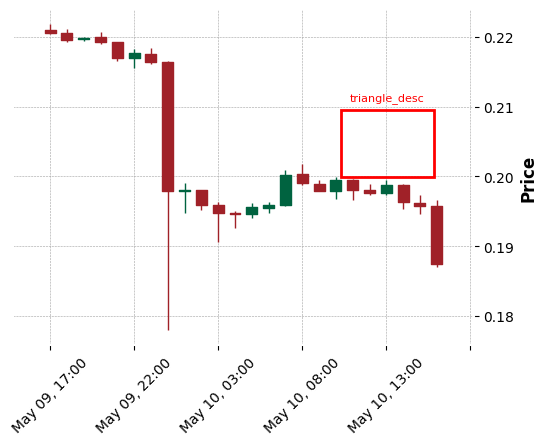 triangle_desc
0.22
0.21
0.20
0.19
0.18
Price
May 09, 17:00
May 09, 22:00
May 10, 03:00
May 10, 08:00
May 10, 13:00